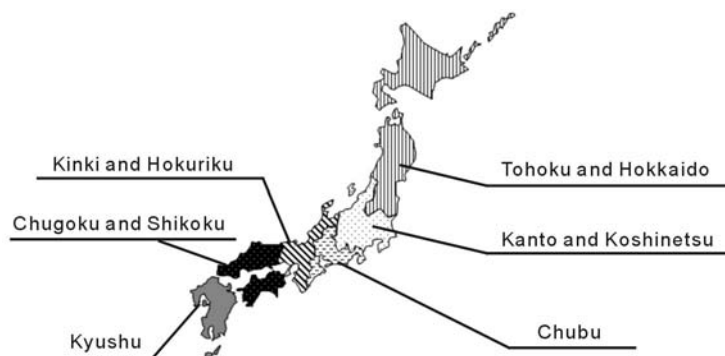 Kinki and Hokuriku
Tohoku and Hokkaido
Chugoku and Shikoku
Kanto and Koshinetsu
Kyushu
Chubu